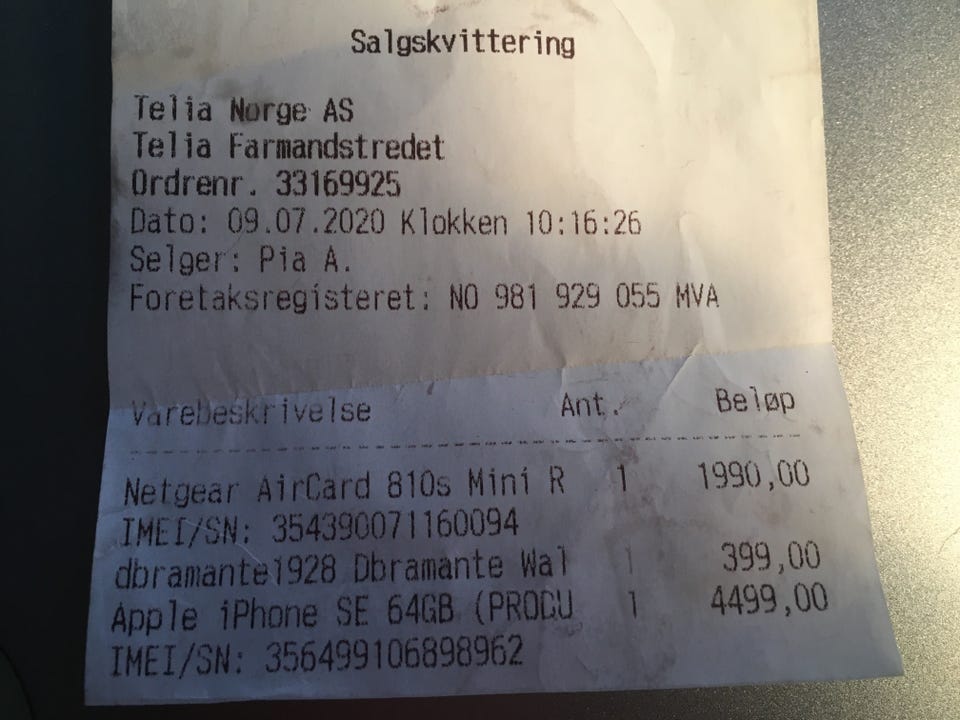 Salgskvittering
Telia Norge AS
Telia Farmandstredet
Ordrenr. 33169925
Dato: 09.07.2020 Klokken 10:16:26
Selger: Pia A.
Foretaksregisteret: NO 981 929 055 MVA
Varebeskrivelse Ant. Beløp
Netgear AirCard 810s Mini R 1 1990,00
IMEI/SN: 354390071160094
dbramante1928 Dbramante Wal 1 399,00
Apple iPhone SE 64GB (PRODU 1 4499,00
IMEI/SN: 356499106898962